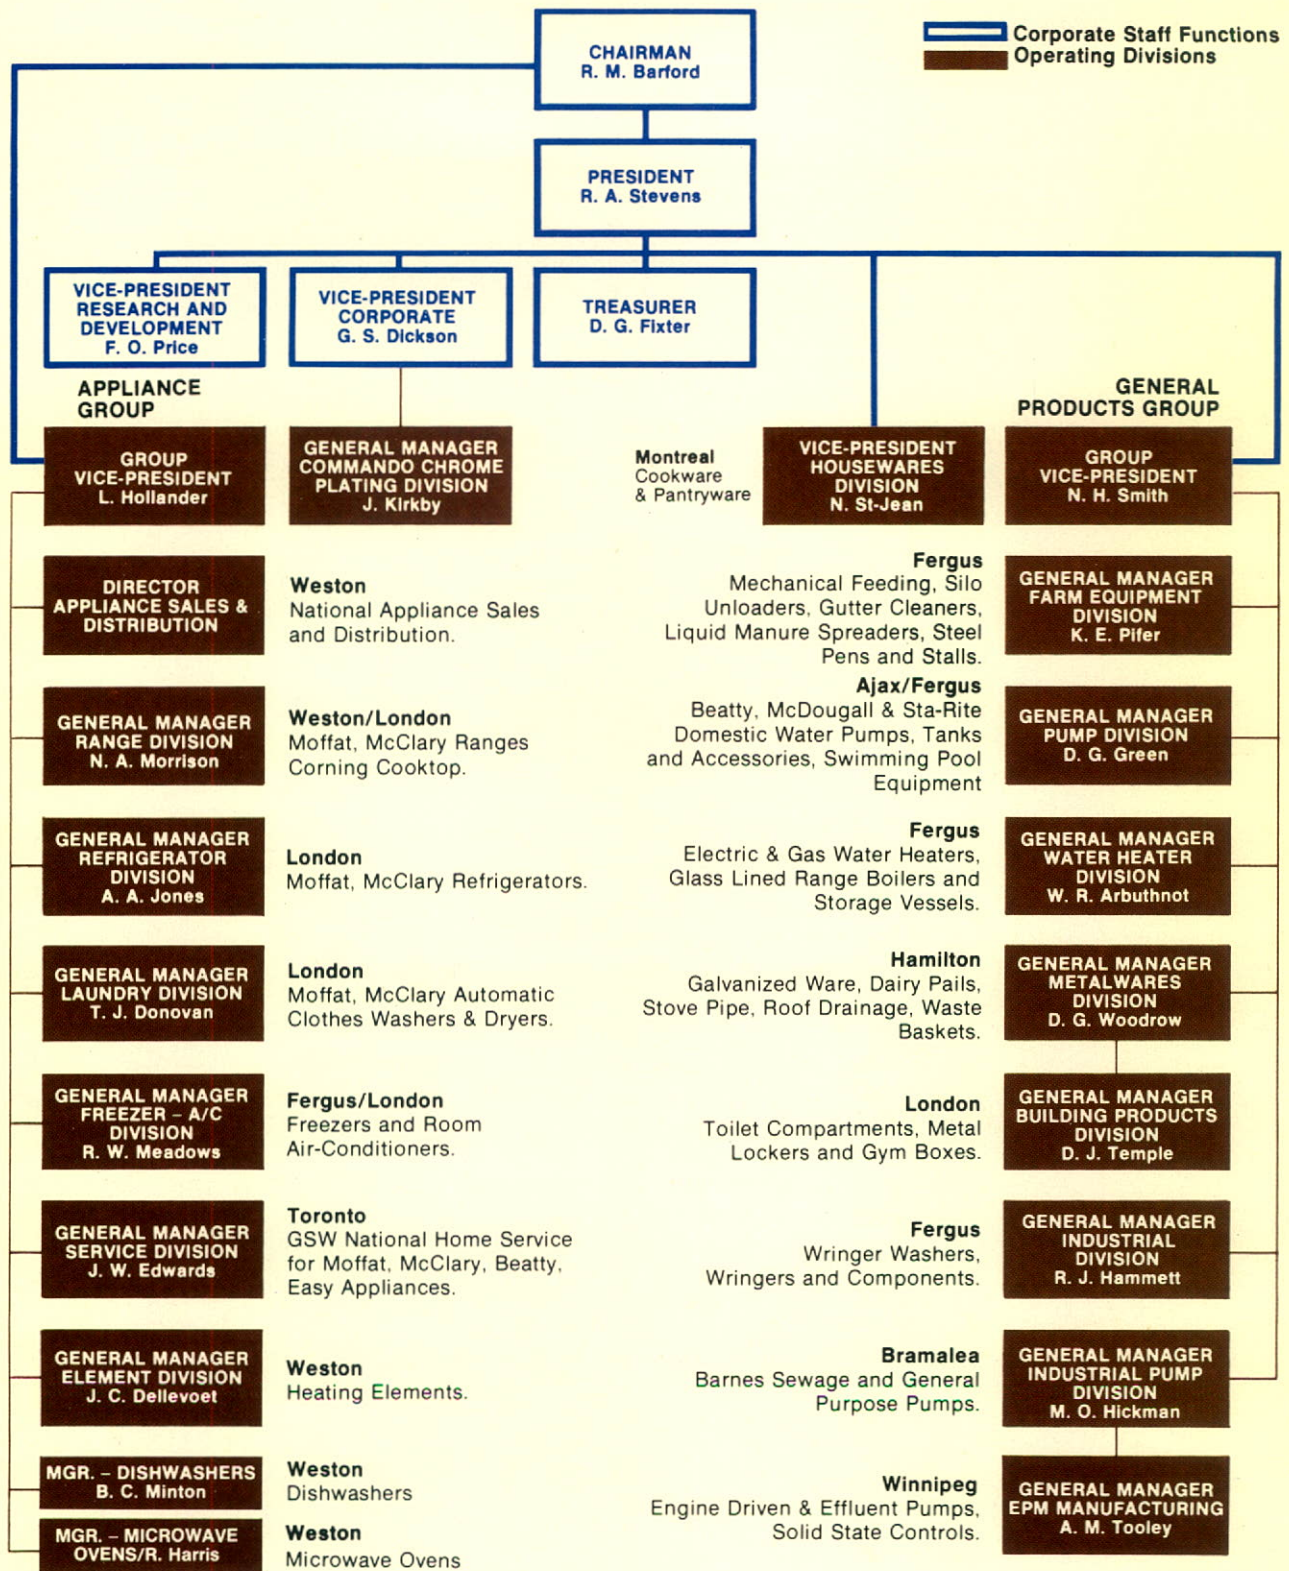 Corporate Staff Functions
Operating Divisions
CHAIRMAN
R. M. Barford
PRESIDENT
R. A. Stevens
VICE-PRESIDENT
RESEARCH AND
DEVELOPMENT
F. O. Price
VICE-PRESIDENT
CORPORATE
G. S. Dickson
TREASURER
D. G. Fixter
APPLIANCE
GROUP
GENERAL
PRODUCTS GROUP
GROUP
VICE-PRESIDENT
L. Hollander
GENERAL MANAGER
COMMANDO CHROME
PLATING DIVISION
J. Kirkby
Montreal
Cookware
& Pantryware
VICE-PRESIDENT
HOUSEWARES
DIVISION
N. St-Jean
GROUP
VICE-PRESIDENT
N. H. Smith
DIRECTOR
APPLIANCE SALES &
DISTRIBUTION
Weston
National Appliance Sales
and Distribution.
Fergus
Mechanical Feeding, Silo
Unloaders, Gutter Cleaners,
Liquid Manure Spreaders, Steel
Pens and Stalls.
GENERAL MANAGER
FARM EQUIPMENT
DIVISION
K. E. Pifer
GENERAL MANAGER
RANGE DIVISION
N. A. Morrison
Weston/London
Moffat, McClary Ranges
Corning Cooktop.
Ajax/Fergus
Beatty, McDougall & Sta-Rite
Domestic Water Pumps, Tanks
and Accessories, Swimming Pool
Equipment
GENERAL MANAGER
PUMP DIVISION
D. G. Green
GENERAL MANAGER
REFRIGERATOR
DIVISION
A. A. Jones
London
Moffat, McClary Refrigerators.
Fergus
Electric & Gas Water Heaters,
Glass Lined Range Boilers and
Storage Vessels.
GENERAL MANAGER
WATER HEATER
DIVISION
W. R. Arbuthnot
GENERAL MANAGER
LAUNDRY DIVISION
T. J. Donovan
London
Moffat, McClary Automatic
Clothes Washers & Dryers.
Hamilton
Galvanized Ware, Dairy Pails,
Stove Pipe, Roof Drainage, Waste
Baskets.
GENERAL MANAGER
METALWARES
DIVISION
D. G. Woodrow
GENERAL MANAGER
FREEZER – A/C
DIVISION
R. W. Meadows
Fergus/London
Freezers and Room
Air-Conditioners.
London
Toilet Compartments, Metal
Lockers and Gym Boxes.
GENERAL MANAGER
BUILDING PRODUCTS
DIVISION
D. J. Temple
GENERAL MANAGER
SERVICE DIVISION
J. W. Edwards
Toronto
GSW National Home Service
for Moffat, McClary, Beatty,
Easy Appliances.
Fergus
Wringer Washers,
Wringers and Components.
GENERAL MANAGER
INDUSTRIAL
DIVISION
R. J. Hammett
GENERAL MANAGER
ELEMENT DIVISION
J. C. Dellevoet
Weston
Heating Elements.
Bramalea
Barnes Sewage and General
Purpose Pumps.
GENERAL MANAGER
INDUSTRIAL PUMP
DIVISION
M. O. Hickman
MGR. – DISHWASHERS
B. C. Minton
Weston
Dishwashers
Winnipeg
Engine Driven & Effluent Pumps,
Solid State Controls.
GENERAL MANAGER
EPM MANUFACTURING
A. M. Tooley
MGR. – MICROWAVE
OVENS/R. Harris
Weston
Microwave Ovens